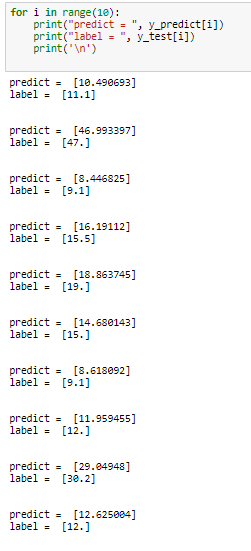 for i in range(10):
    print("predict = ", y_predict[i])
    print("label = ", y_test[i])
    print('\n')
predict =  [10.490693]
label =  [11.1]
predict =  [46.993397]
label =  [47.]
predict =  [8.446825]
label =  [9.1]
predict =  [16.19112]
label =  [15.5]
predict =  [18.863745]
label =  [19.]
predict =  [14.680143]
label =  [15.]
predict =  [8.618092]
label =  [9.1]
predict =  [11.959455]
label =  [12.]
predict =  [29.04948]
label =  [30.2]
predict =  [12.625004]
label =  [12.]